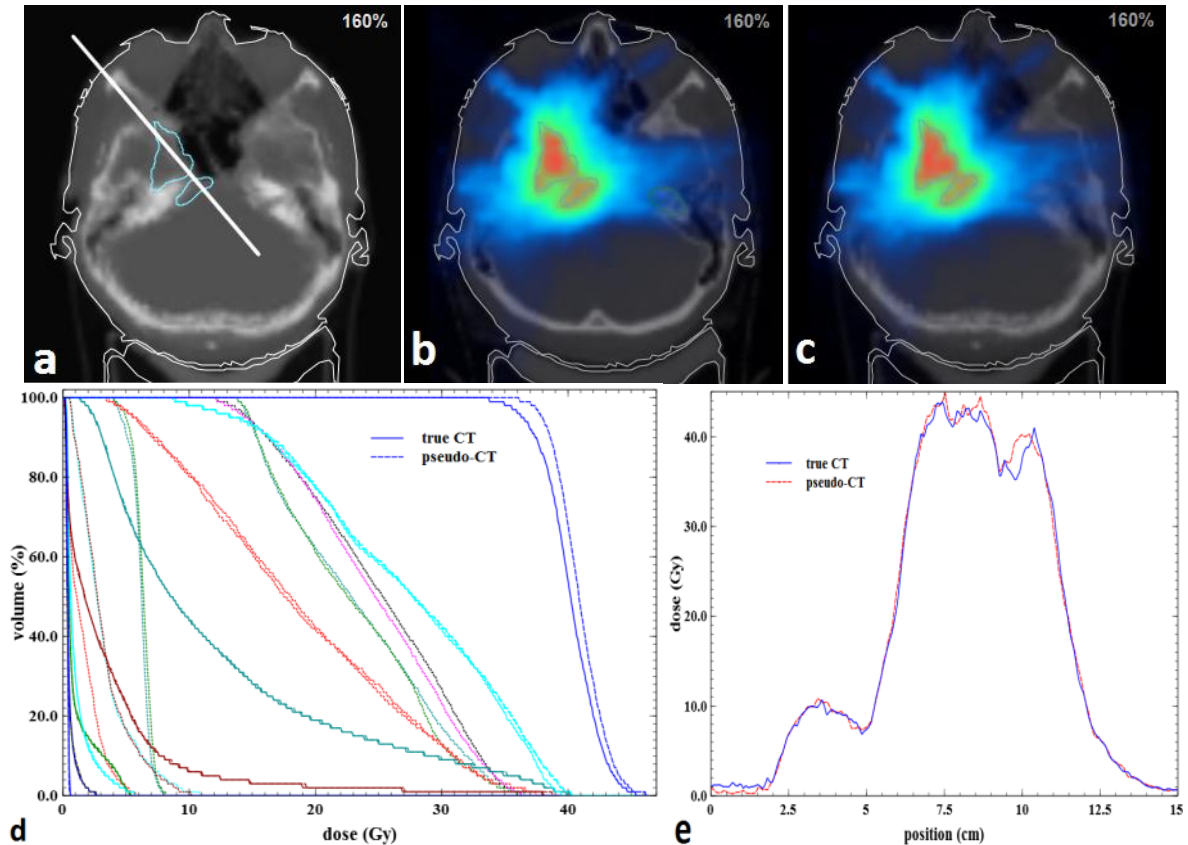 160%
160%
160%
a
b
c
100.0
80.0
60.0
40.0
20.0
0.0
volume (%)
true CT
pseudo-CT
0
10
20
30
40
dose (Gy)
d
40.0
30.0
20.0
10.0
0.0
dose (Gy)
true CT
pseudo-CT
0
2.5
5
7.5
10
12.5
15
position (cm)
e